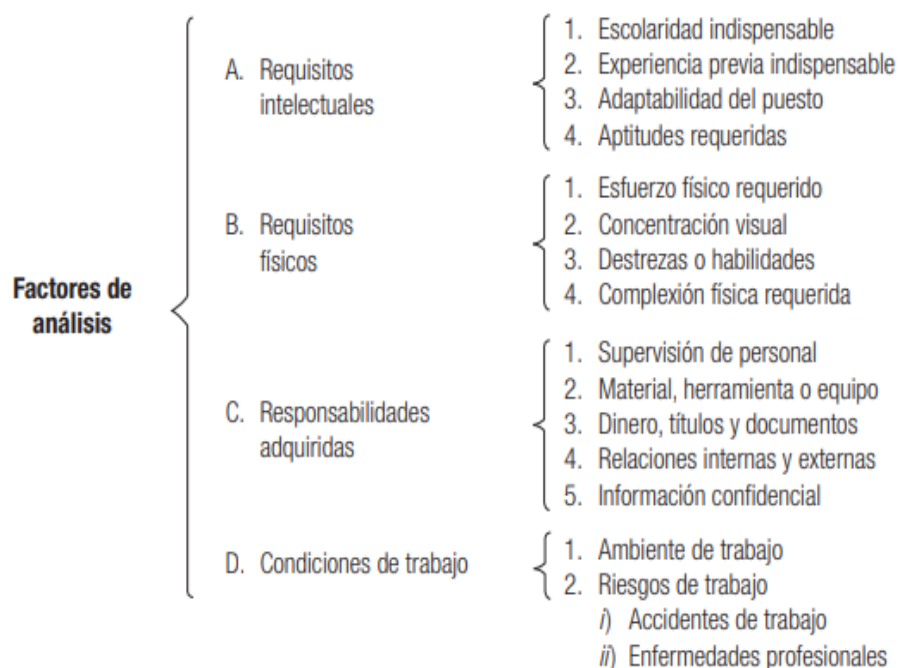 Factores de
análisis
A. Requisitos
intelectuales
1. Escolaridad indispensable
2. Experiencia previa indispensable
3. Adaptabilidad del puesto
4. Aptitudes requeridas
B. Requisitos
físicos
1. Esfuerzo físico requerido
2. Concentración visual
3. Destrezas o habilidades
4. Complexión física requerida
C. Responsabilidades
adquiridas
1. Supervisión de personal
2. Material, herramienta o equipo
3. Dinero, títulos y documentos
4. Relaciones internas y externas
5. Información confidencial
D. Condiciones de trabajo
1. Ambiente de trabajo
2. Riesgos de trabajo
i) Accidentes de trabajo
ii) Enfermedades profesionales